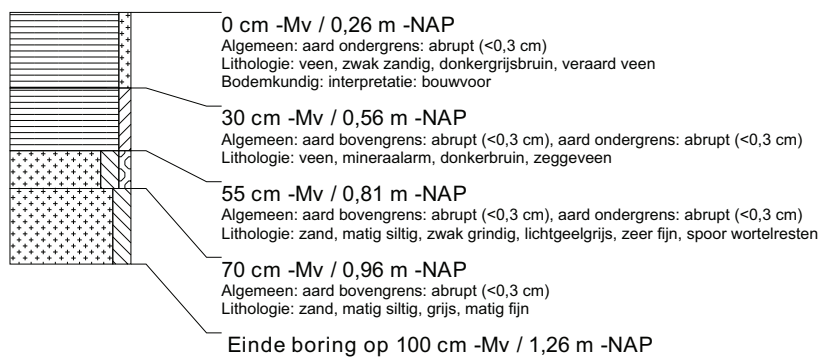 0 cm -Mv / 0,26 m -NAP
Algemeen: aard ondergrens: abrupt (<0,3 cm)
Lithologie: veen, zwak zandig, donkergrijsbruin, veraard veen
Bodemkundig: interpretatie: bouwvoor
30 cm -Mv / 0,56 m -NAP
Algemeen: aard bovengrens: abrupt (<0,3 cm), aard ondergrens: abrupt (<0,3 cm)
Lithologie: veen, mineraalarm, donkerbruin, zeggeveen
55 cm -Mv / 0,81 m -NAP
Algemeen: aard bovengrens: abrupt (<0,3 cm), aard ondergrens: abrupt (<0,3 cm)
Lithologie: zand, matig siltig, zwak grindig, lichtgeelgrijs, zeer fijn, spoor wortelresten
70 cm -Mv / 0,96 m -NAP
Algemeen: aard bovengrens: abrupt (<0,3 cm)
Lithologie: zand, matig siltig, grijs, matig fijn
Einde boring op 100 cm -Mv / 1,26 m -NAP